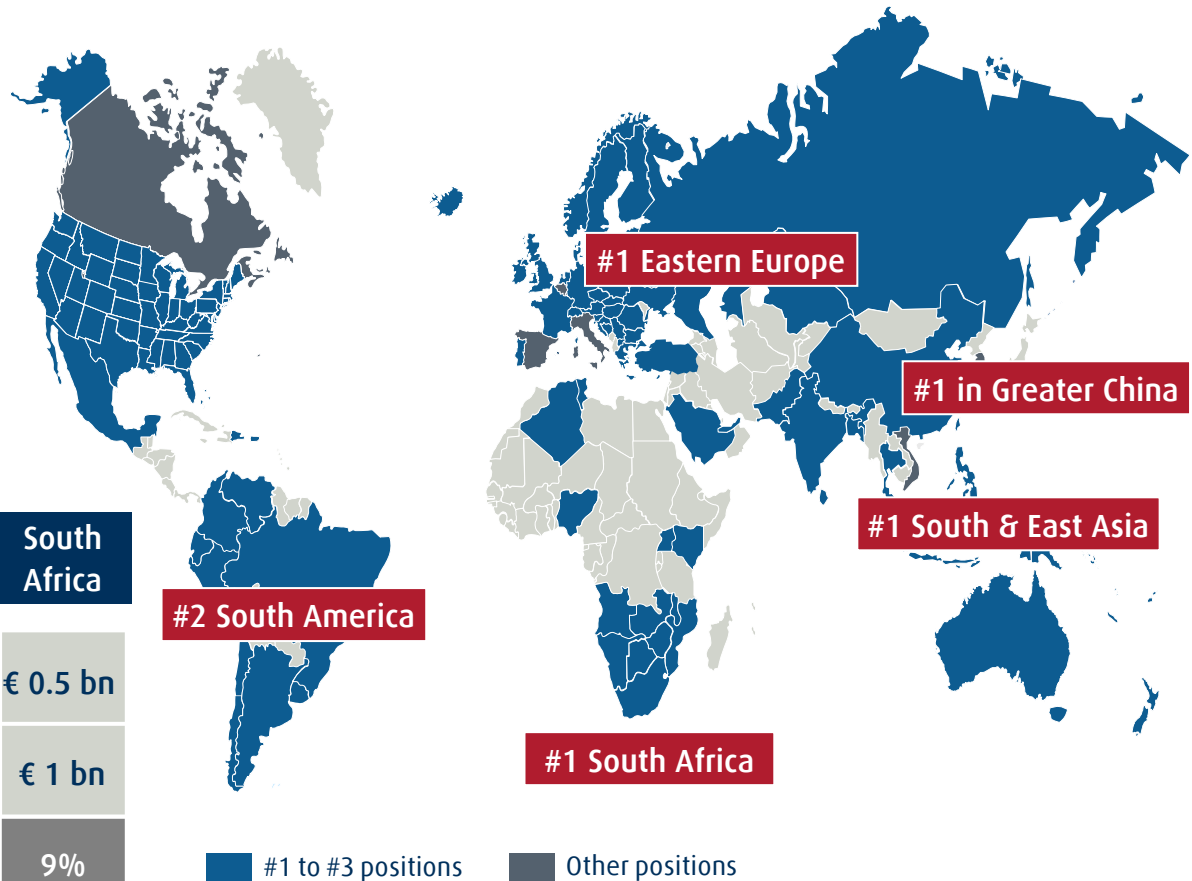 #1 Eastern Europe
#1 in Greater China
#1 South & East Asia
South
Africa
#2 South America
€ 0.5 bn
€ 1 bn
#1 South Africa
9%
#1 to #3 positions
Other positions